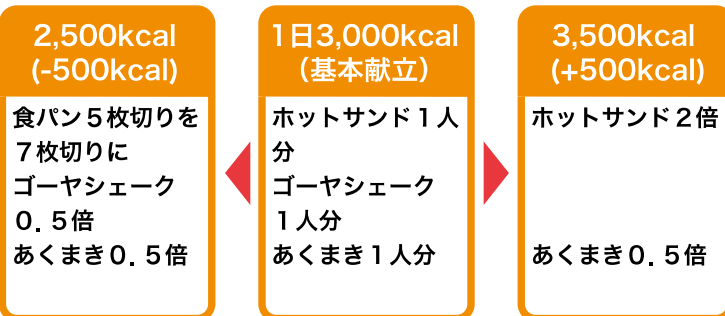 2,500kcal
(-500kcal)
食パン５枚切りを
７枚切りに
ゴーヤシェーク
０．５倍
あくまき０．５倍
1日3,000kcal
（基本献立）
ホットサンド１人
分
ゴーヤシェーク
１人分
あくまき１人分
3,500kcal
(+500kcal)
ホットサンド２倍
あくまき０．５倍